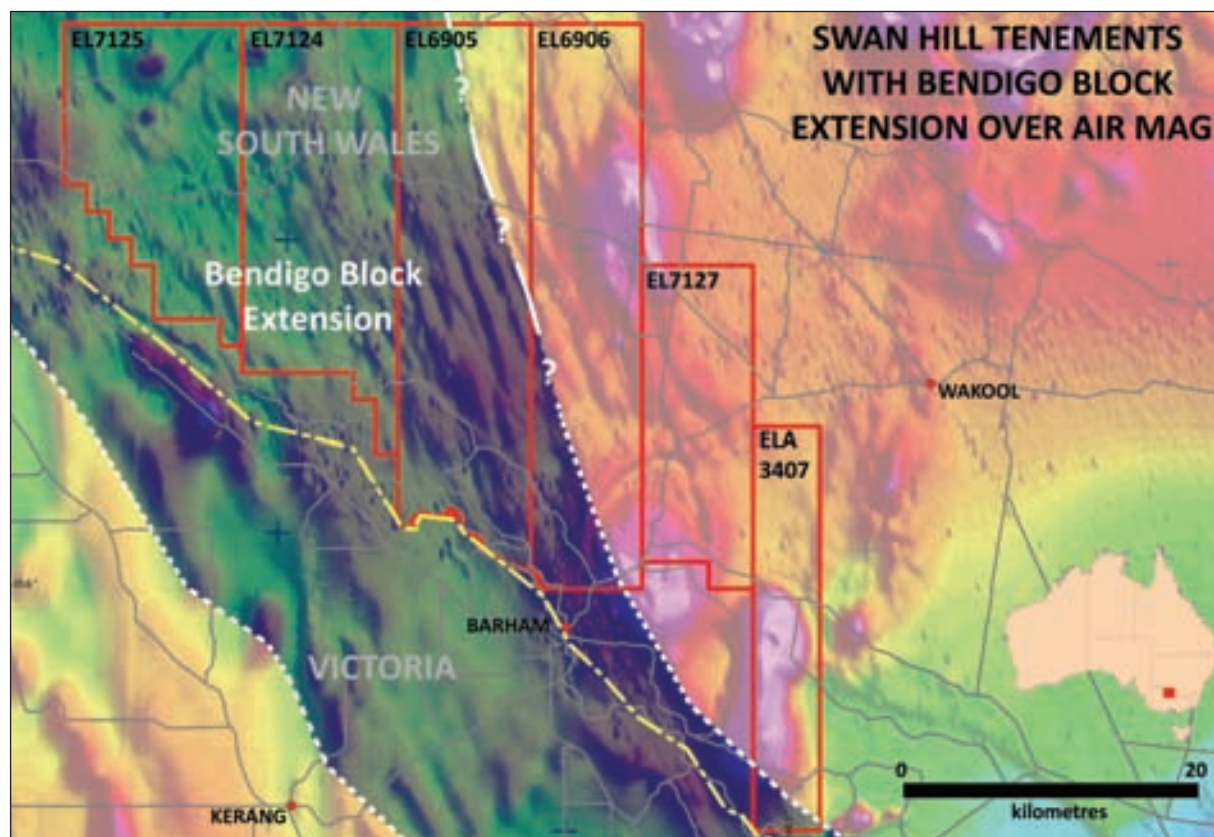 EL7125
EL7124
EL6905
EL6906
SWAN HILL TENEMENTS
WITH BENDIGO BLOCK
EXTENSION OVER AIR MAG
NEW
SOUTH WALES
?
?
Bendigo Block
Extension
EL7127
?
WAKOOL
ELA
3407
BARHAM
VICTORIA
KERANG
0 20
kilometres